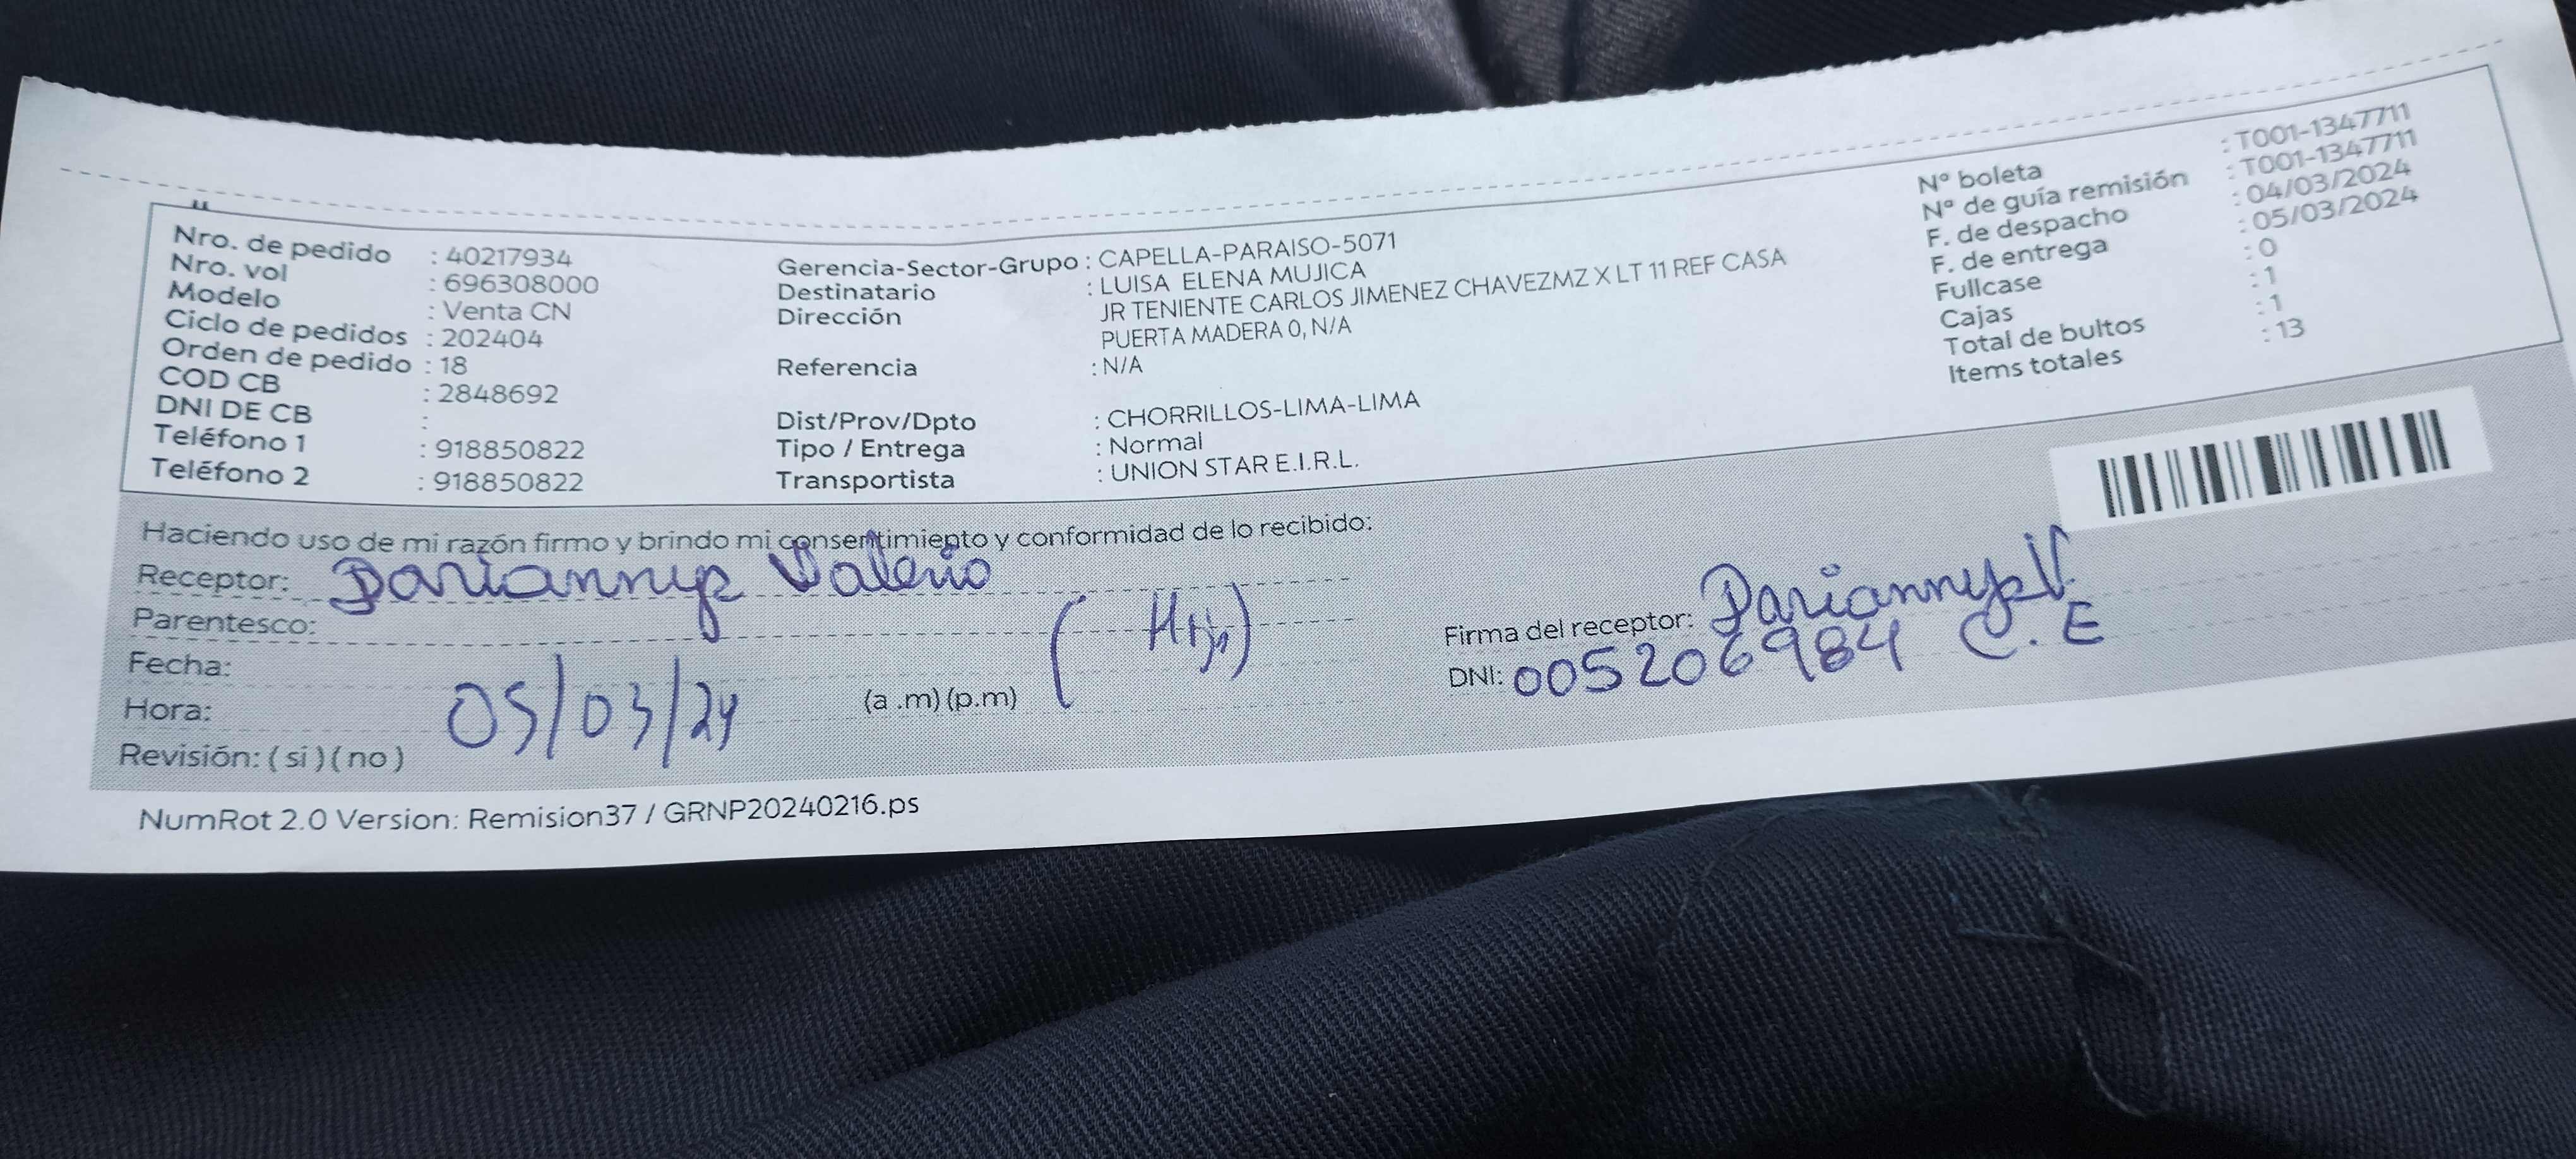 Nro. de pedido : 40217934
Nro. vol : 696308000
Modelo : Venta CN
Ciclo de pedidos : 202404
Orden de pedido : 18
COD CB : 2848692
DNI DE CB :
Teléfono 1 : 918850822
Teléfono 2 : 918850822
Gerencia-Sector-Grupo : CAPELLA-PARAISO-5071
Destinatario : LUISA ELENA MUJICA
Dirección JR TENIENTE CARLOS JIMENEZ CHAVEZMZ X LT 11 REF CASA
PUERTA MADERA 0, N/A
Referencia : N/A
Dist/Prov/Dpto : CHORRILLOS-LIMA-LIMA
Tipo / Entrega : Normal
Transportista : UNION STAR E.I.R.L.
Nº boleta : T001-1347711
Nº de guía remisión : T001-1347711
F. de despacho : 04/03/2024
F. de entrega : 05/03/2024
Fullcase : 0
Cajas : 1
Total de bultos : 1
Items totales : 13
Haciendo uso de mi razón firmo y brindo mi consentimiento y conformidad de lo recibido:
Receptor: Dariannys Valerio
Parentesco: (Hija)
Fecha: 05/03/24
Hora: (a .m) (p.m)
Revisión: ( si ) ( no )
Firma del receptor: Dariannys V.
DNI: 005206984 C.E
NumRot 2.0 Version: Remision37 / GRNP20240216.ps